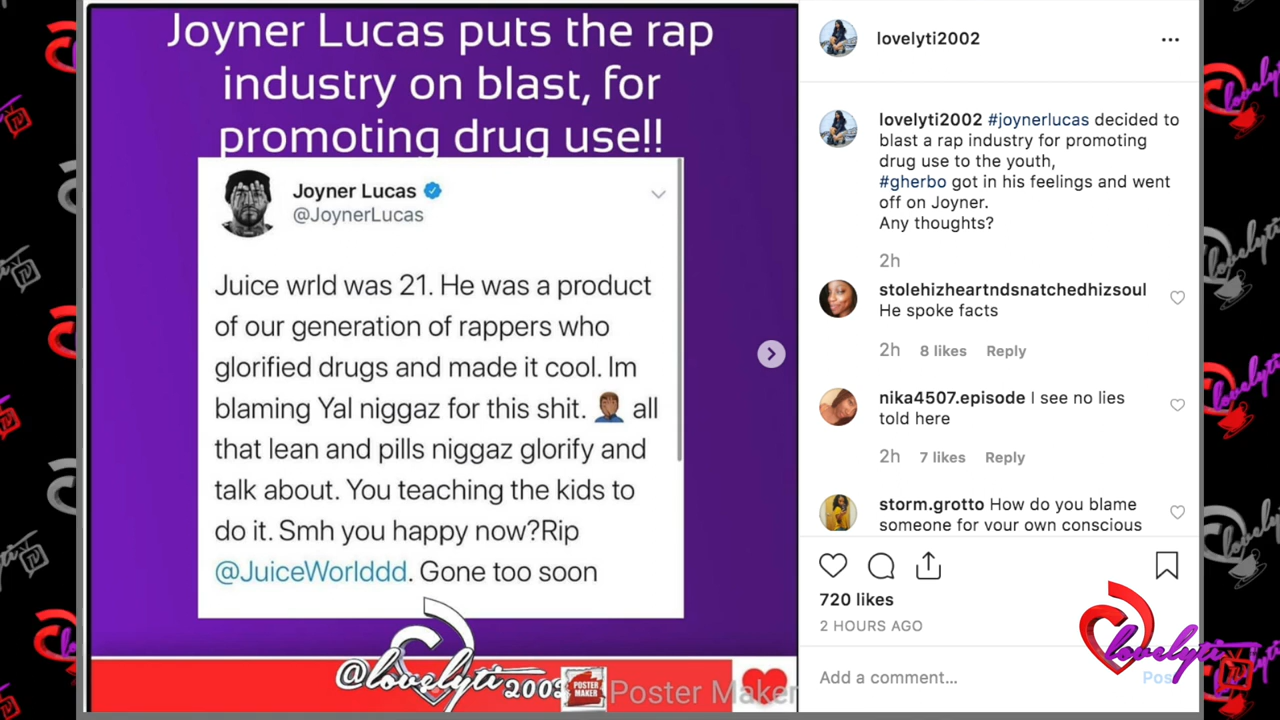 Joyner Lucas puts the rap
industry on blast, for
promoting drug use!!
Joyner Lucas
@JoynerLucas
Juice wrld was 21. He was a product
of our generation of rappers who
glorified drugs and made it cool. Im
blaming Yal niggaz for this shit. 🤦🏾‍♂️ all
that lean and pills niggaz glorify and
talk about. You teaching the kids to
do it. Smh you happy now?Rip
@JuiceWorlddd. Gone too soon
@lovelyti2002
POSTER
MAKER
Poster Maker
lovelyti2002
lovelyti2002 #joynerlucas decided to
blast a rap industry for promoting
drug use to the youth,
#gherbo got in his feelings and went
off on Joyner.
Any thoughts?
2h
stolehizheartndsnatchedhizsoul
He spoke facts
2h 8 likes Reply
nika4507.episode I see no lies
told here
2h 7 likes Reply
storm.grotto How do you blame
someone for your own conscious
720 likes
2 HOURS AGO
Add a comment...
Pos
lovelyti